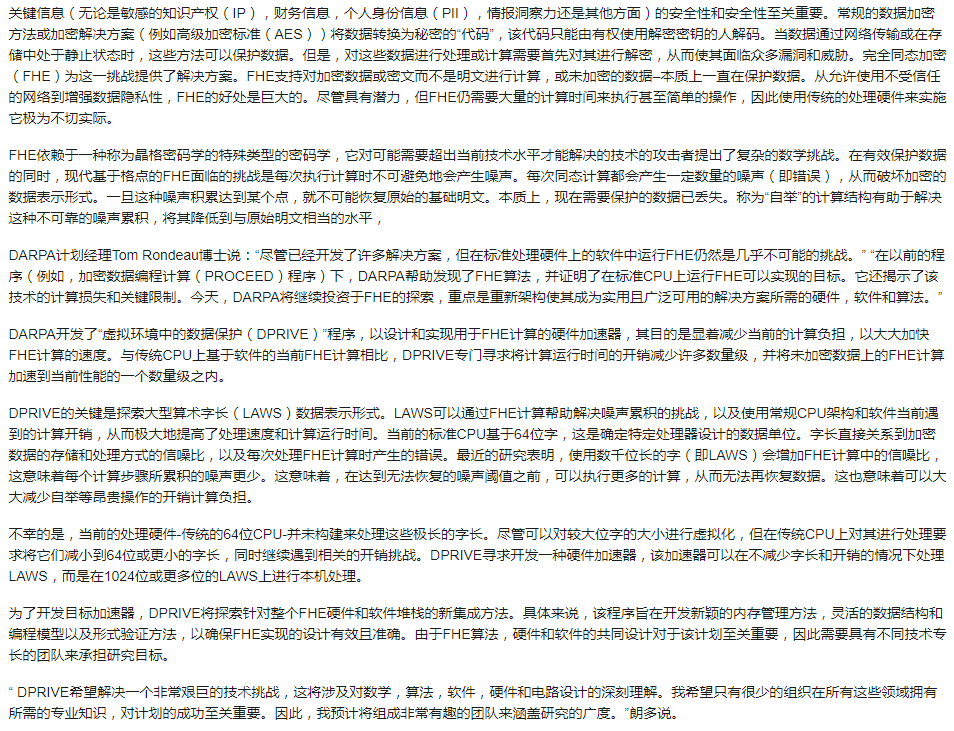 关键信息（无论是敏感的知识产权（IP），财务信息，个人身份信息（PII），情报洞察力还是其他方面）的安全性和安全性至关重要。常规的数据加密
方法或加密解决方案（例如高级加密标准（AES））将数据转换为秘密的“代码”，该代码只能由有权使用解密密钥的人解码。当数据通过网络传输或在存
储中处于静止状态时，这些方法可以保护数据。但是，对这些数据进行处理或计算需要首先对其进行解密，从而使其面临众多漏洞和威胁。完全同态加密
（FHE）为这一挑战提供了解决方案。FHE支持对加密数据或密文而不是明文进行计算，或未加密的数据–本质上一直在保护数据。从允许使用不受信任
的网络到增强数据隐私性，FHE的好处是巨大的。尽管具有潜力，但FHE仍需要大量的计算时间来执行甚至简单的操作，因此使用传统的处理硬件来实施
它极为不切实际。
FHE依赖于一种称为晶格密码学的特殊类型的密码学，它对可能需要超出当前技术水平才能解决的技术的攻击者提出了复杂的数学挑战。在有效保护数据
的同时，现代基于格点的FHE面临的挑战是每次执行计算时不可避免地会产生噪声。每次同态计算都会产生一定数量的噪声（即错误），从而破坏加密的
数据表示形式。一旦这种噪声积累达到某个点，就不可能恢复原始的基础明文。本质上，现在需要保护的数据已丢失。称为“自举”的计算结构有助于解决
这种不可靠的噪声累积，将其降低到与原始明文相当的水平，
DARPA计划经理Tom Rondeau博士说：“尽管已经开发了许多解决方案，但在标准处理硬件上的软件中运行FHE仍然是几乎不可能的挑战。” “在以前的程
序（例如，加密数据编程计算（PROCEED）程序）下，DARPA帮助发现了FHE算法，并证明了在标准CPU上运行FHE可以实现的目标。它还揭示了该
技术的计算损失和关键限制。今天，DARPA将继续投资于FHE的探索，重点是重新架构使其成为实用且广泛可用的解决方案所需的硬件，软件和算法。”
DARPA开发了“虚拟环境中的数据保护（DPRIVE）”程序，以设计和实现用于FHE计算的硬件加速器，其目的是显着减少当前的计算负担，以大大加快
FHE计算的速度。与传统CPU上基于软件的当前FHE计算相比，DPRIVE专门寻求将计算运行时间的开销减少许多数量级，并将未加密数据上的FHE计算
加速到当前性能的一个数量级之内。
DPRIVE的关键是探索大型算术字长（LAWS）数据表示形式。LAWS可以通过FHE计算帮助解决噪声累积的挑战，以及使用常规CPU架构和软件当前遇
到的计算开销，从而极大地提高了处理速度和计算运行时间。当前的标准CPU基于64位字，这是确定特定处理器设计的数据单位。字长直接关系到加密
数据的存储和处理方式的信噪比，以及每次处理FHE计算时产生的错误。最近的研究表明，使用数千位长的字（即LAWS）会增加FHE计算中的信噪比，
这意味着每个计算步骤所累积的噪声更少。这意味着，在达到无法恢复的噪声阈值之前，可以执行更多的计算，从而无法再恢复数据。这也意味着可以大
大减少自举等昂贵操作的开销计算负担。
不幸的是，当前的处理硬件-传统的64位CPU-并未构建来处理这些极长的字长。尽管可以对较大位字的大小进行虚拟化，但在传统CPU上对其进行处理要
求将它们减小到64位或更小的字长，同时继续遇到相关的开销挑战。DPRIVE寻求开发一种硬件加速器，该加速器可以在不减少字长和开销的情况下处理
LAWS，而是在1024位或更多位的LAWS上进行本机处理。
为了开发目标加速器，DPRIVE将探索针对整个FHE硬件和软件堆栈的新集成方法。具体来说，该程序旨在开发新颖的内存管理方法，灵活的数据结构和
编程模型以及形式验证方法，以确保FHE实现的设计有效且准确。由于FHE算法，硬件和软件的共同设计对于该计划至关重要，因此需要具有不同技术专
长的团队来承担研究目标。
“ DPRIVE希望解决一个非常艰巨的技术挑战，这将涉及对数学，算法，软件，硬件和电路设计的深刻理解。我希望只有很少的组织在所有这些领域拥有
所需的专业知识，对计划的成功至关重要。因此，我预计将组成非常有趣的团队来涵盖研究的广度。”朗多说。